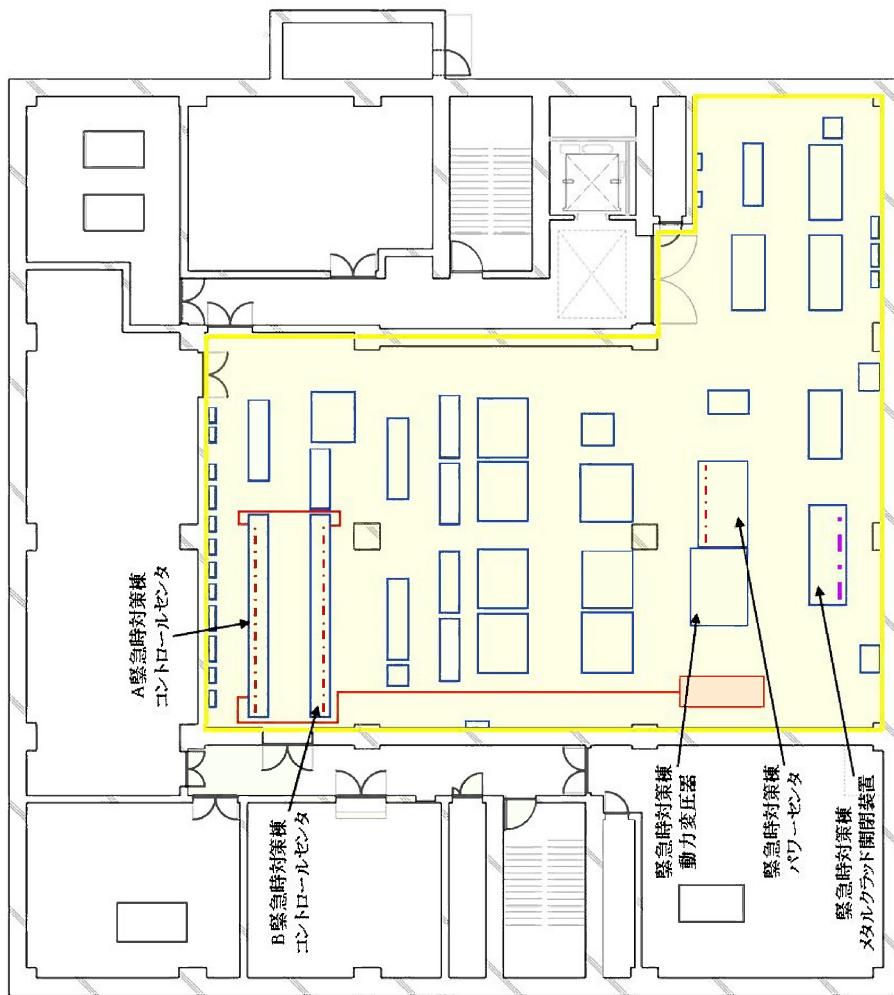 A緊急時対策棟
コントロールセンタ
B緊急時対策棟
コントロールセンタ
緊急時対策棟
動力変圧器
緊急時対策棟
パワーセンタ
緊急時対策棟
メタルクラッド開閉装置